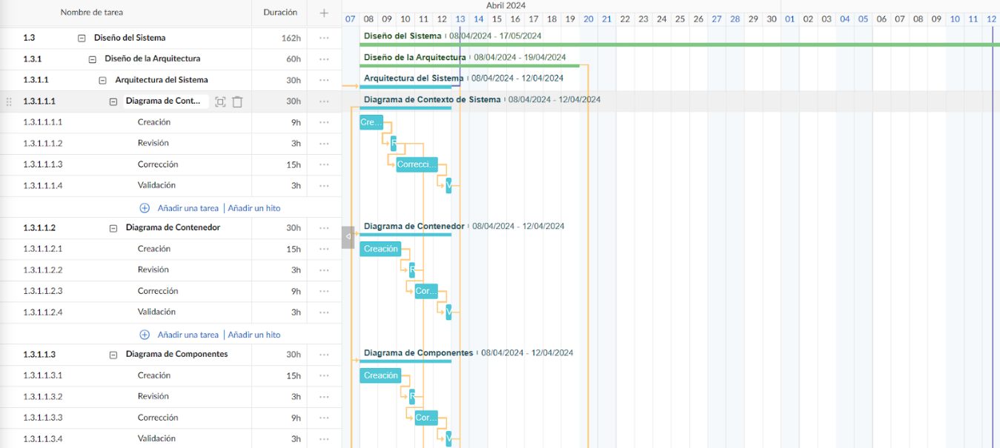 Nombre de tarea Duración Abril 2024
07 08 09 10 11 12 13 14 15 16 17 18 19 20 21 22 23 24 25 26 27 28 29 30 01 02 03 04 05 06 07 08 09 10 11 12
1.3 Diseño del Sistema 162h ... Diseño del Sistema 08/04/2024 - 17/05/2024
1.3.1 Diseño de la Arquitectura 60h ... Diseño de la Arquitectura 08/04/2024 - 19/04/2024
1.3.1.1 Arquitectura del Sistema 30h ... Arquitectura del Sistema 08/04/2024 - 12/04/2024
1.3.1.1.1 Diagrama de Cont... 30h ... Diagrama de Contexto de Sistema 08/04/2024 - 12/04/2024
1.3.1.1.1.1 Creación 9h ... Cre...
1.3.1.1.1.2 Revisión 3h ... R
1.3.1.1.1.3 Corrección 15h ... Correcci...
1.3.1.1.1.4 Validación 3h ... V
Añadir una tarea | Añadir un hito
1.3.1.1.2 Diagrama de Contenedor 30h ... Diagrama de Contenedor 08/04/2024 - 12/04/2024
1.3.1.1.2.1 Creación 15h ... Creación
1.3.1.1.2.2 Revisión 3h ... R
1.3.1.1.2.3 Corrección 9h ... Cor...
1.3.1.1.2.4 Validación 3h ... V
Añadir una tarea | Añadir un hito
1.3.1.1.3 Diagrama de Componentes 30h ... Diagrama de Componentes 08/04/2024 - 12/04/2024
1.3.1.1.3.1 Creación 15h ... Creación
1.3.1.1.3.2 Revisión 3h ... R
1.3.1.1.3.3 Corrección 9h ... Cor...
1.3.1.1.3.4 Validación 3h ... V